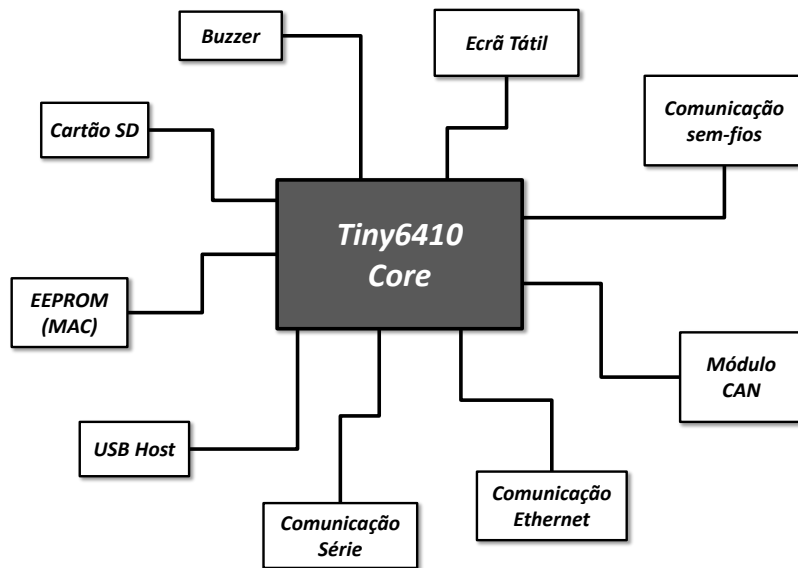 Buzzer
Ecrã Tátil
Comunicação
sem-fios
Cartão SD
Tiny6410
Core
EEPROM
(MAC)
Módulo
CAN
USB Host
Comunicação
Ethernet
Comunicação
Série